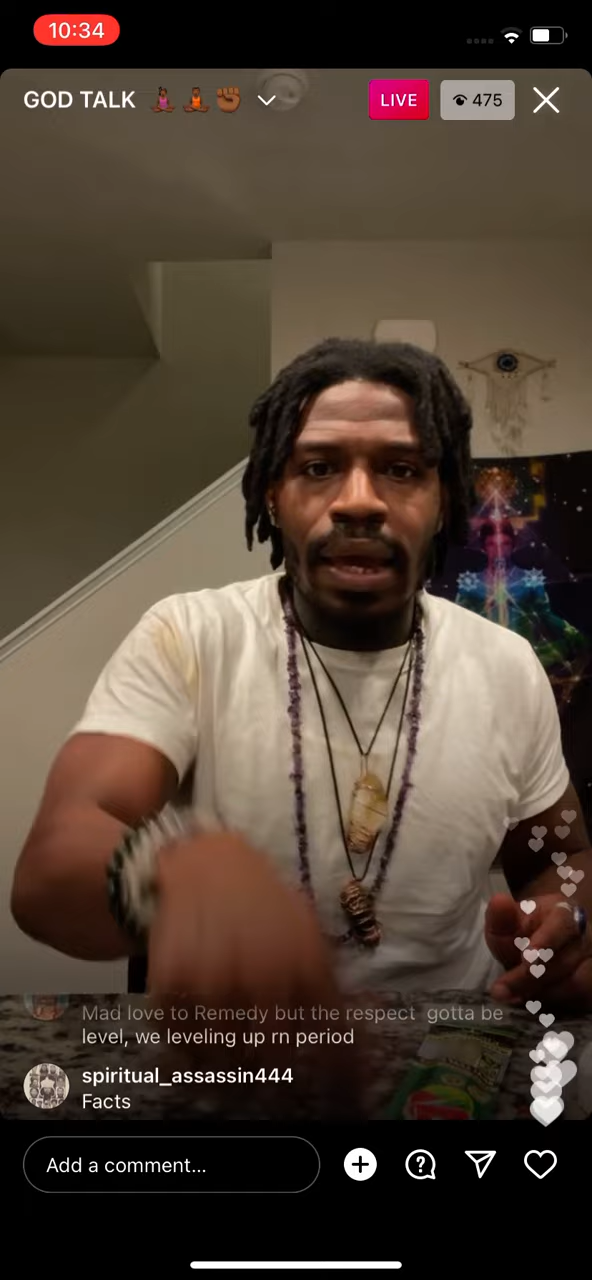 10:34
GOD TALK 🧘🏾‍♀️🧘🏾‍♂️✊🏾
LIVE
475
Mad love to Remedy but the respect gotta be
level, we leveling up rn period
spiritual_assassin444
Facts
Add a comment...